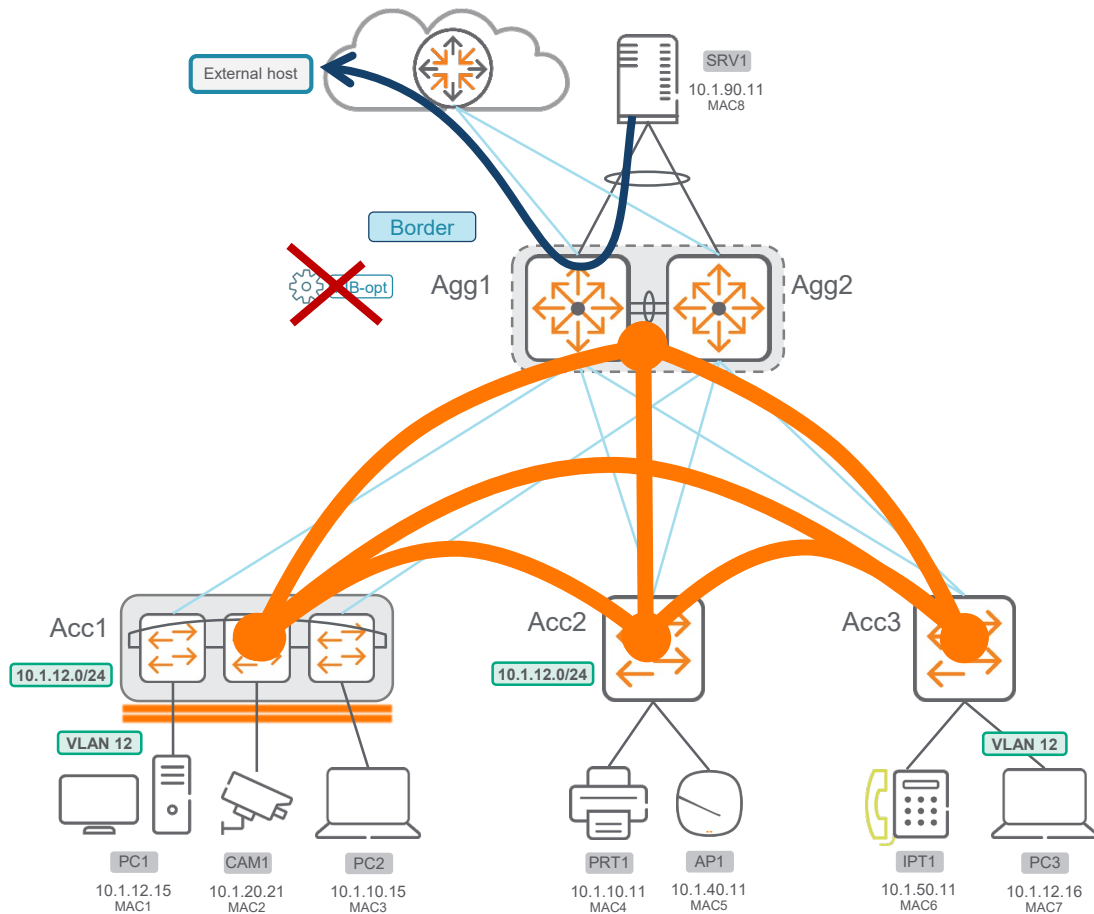 External host
SRV1
10.1.90.11
MAC8
Border
B-opt
Agg1
Agg2
Acc1
Acc2
Acc3
10.1.12.0/24
10.1.12.0/24
VLAN 12
VLAN 12
PC1
10.1.12.15
MAC1
CAM1
10.1.20.21
MAC2
PC2
10.1.10.15
MAC3
PRT1
10.1.10.11
MAC4
AP1
10.1.40.11
MAC5
IPT1
10.1.50.11
MAC6
PC3
10.1.12.16
MAC7